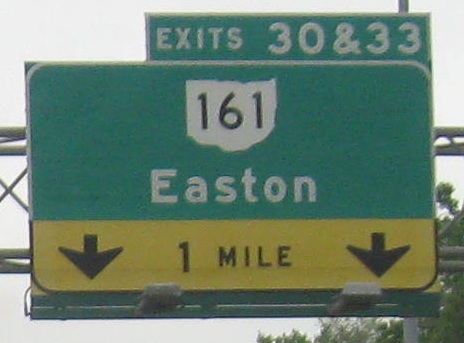 EXITS 30&33
161
Easton
1 MILE